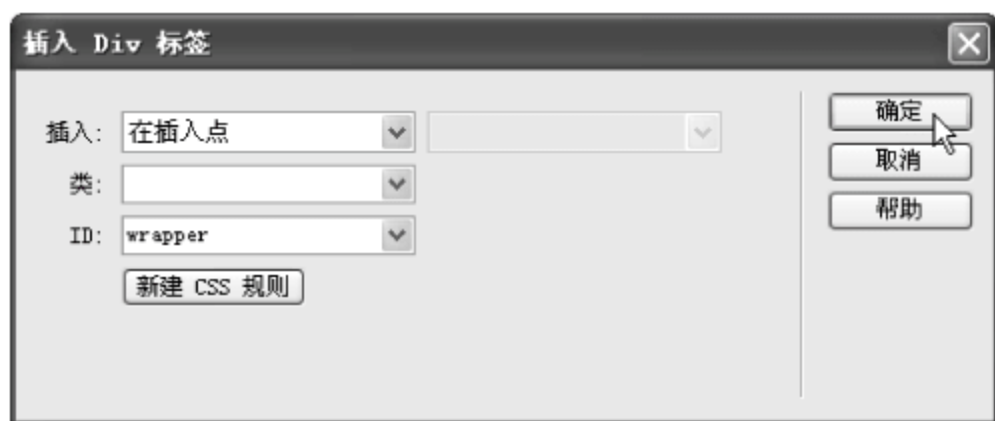 插入 Div 标签
插入: 在插入点
确定
类:
取消
ID: wrapper
帮助
新建 CSS 规则